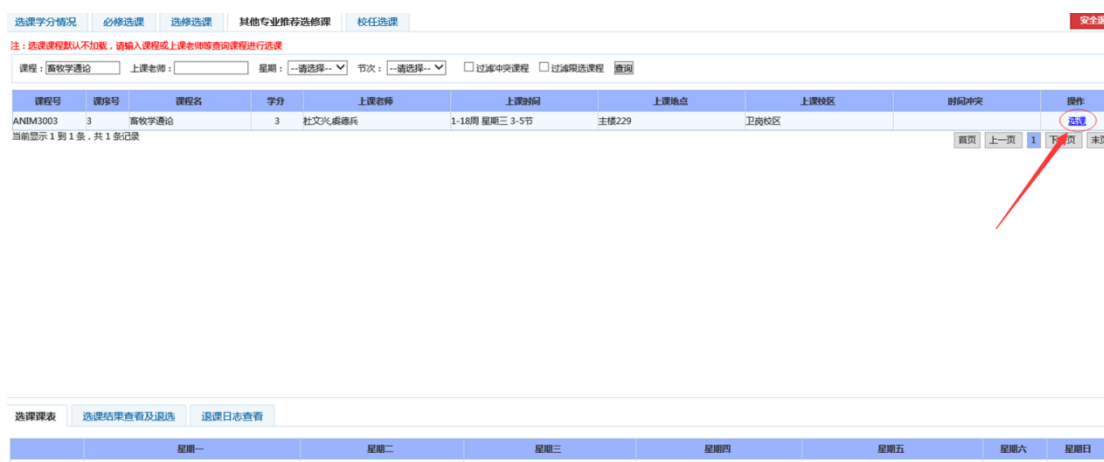 选课学分情况 必修选课 选修选课 其他专业推荐选修课 校任选课 安全退
注：选课课程默认不加载，请输入课程或上课老师等查询课程进行选课
课程：畜牧学通论 上课老师： 星期： --请选择-- 节次： --请选择-- 过滤冲突课程 过滤限选课程 查询
课程号 课序号 课程名 学分 上课老师 上课时间 上课地点 上课校区 时间冲突 操作
ANIM3003 3 畜牧学通论 3 杜文兴,虞德兵 1-18周 星期三 3-5节 主楼229 卫岗校区 选课
当前显示 1 到 1 条，共 1 条记录 首页 上一页 1 下一页 末页
选课课表 选课结果查看及退选 退课日志查看
星期一 星期二 星期三 星期四 星期五 星期六 星期日